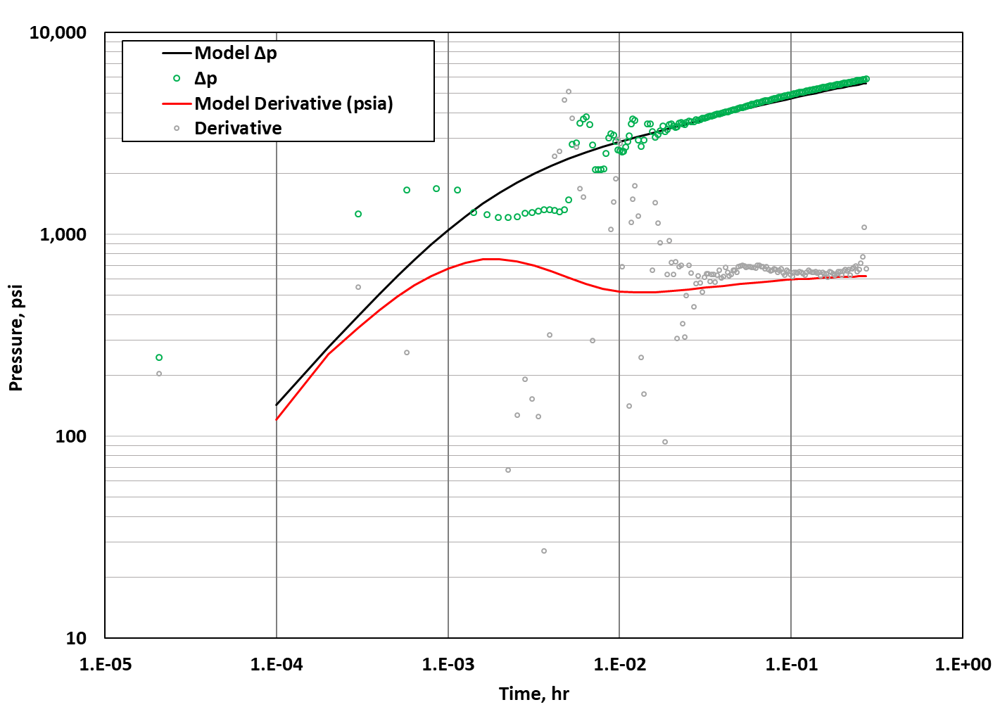 10,000
Model Δp
Δp
Model Derivative (psia)
Derivative
1,000
100
10
Pressure, psi
1.E-05 1.E-04 1.E-03 1.E-02 1.E-01 1.E+00
Time, hr